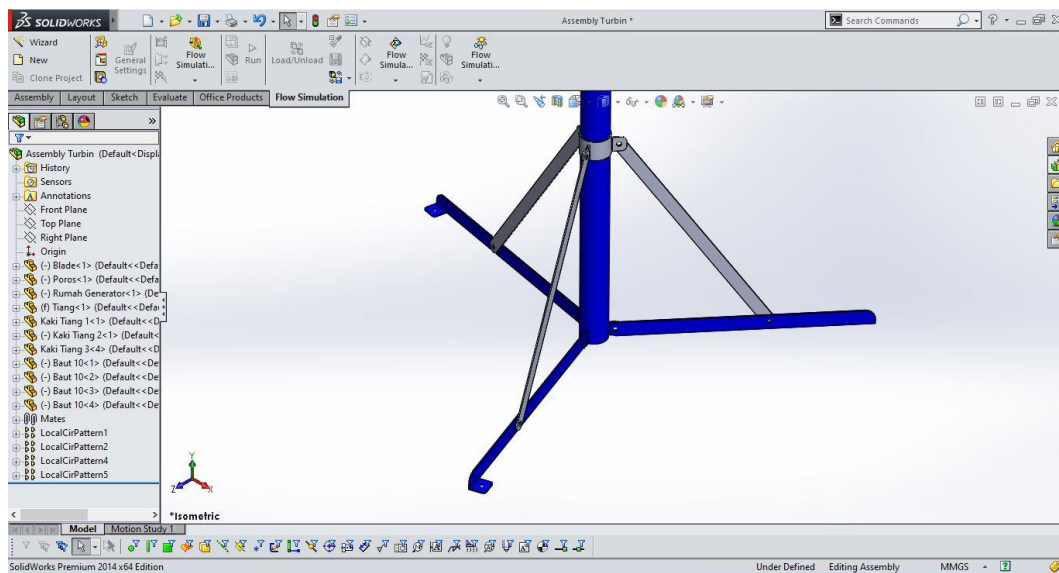 SOLIDWORKS
Assembly Turbin *
Search Commands
Wizard
New
Clone Project
General Settings
Flow Simulati...
Run
Load/Unload
Flow Simulati...
Flow Simulati...
Assembly Layout Sketch Evaluate Office Products Flow Simulation
Assembly Turbin (Default<Displ
History
Sensors
Annotations
Front Plane
Top Plane
Right Plane
Origin
(-) Blade<1> (Default<<Defa
(-) Poros<1> (Default<<Defa
(-) Rumah Generator<1> (De
(f) Tiang<1> (Default<<Defa
Kaki Tiang 1<1> (Default<<D
(-) Kaki Tiang 2<1> (Default<
Kaki Tiang 3<4> (Default<<D
(-) Baut 10<1> (Default<<De
(-) Baut 10<2> (Default<<De
(-) Baut 10<3> (Default<<De
(-) Baut 10<4> (Default<<De
Mates
LocalCirPattern1
LocalCirPattern2
LocalCirPattern4
LocalCirPattern5
Y
Z
X
*Isometric
Model Motion Study 1
SolidWorks Premium 2014 x64 Edition Under Defined Editing Assembly MMGS